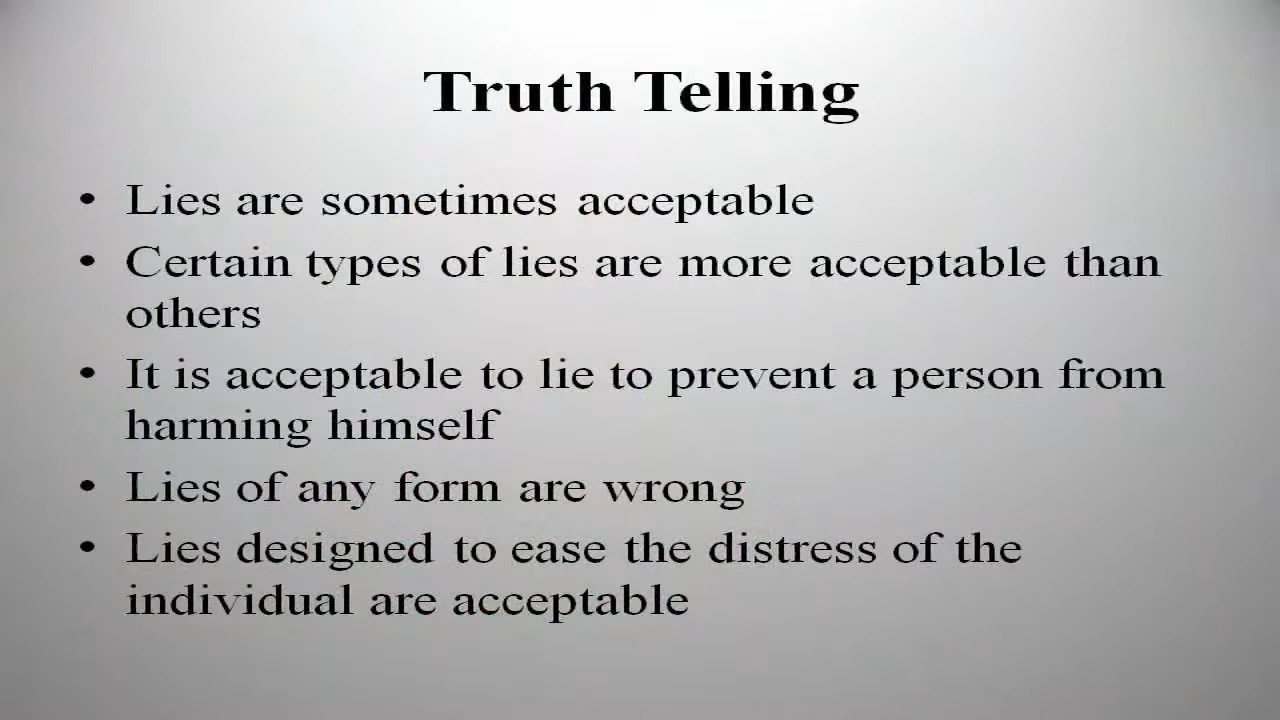 Truth Telling
• Lies are sometimes acceptable
• Certain types of lies are more acceptable than
others
• It is acceptable to lie to prevent a person from
harming himself
• Lies of any form are wrong
• Lies designed to ease the distress of the
individual are acceptable